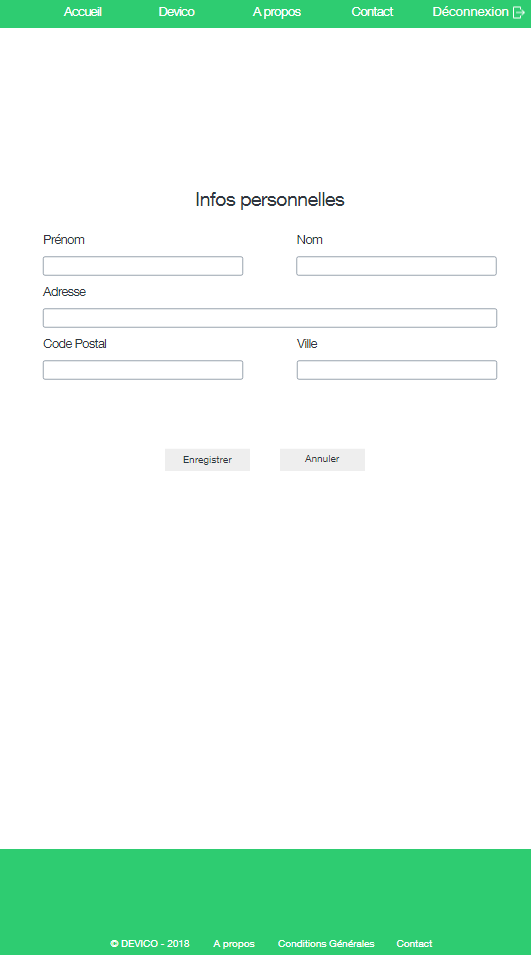 Accueil Devico A propos Contact Déconnexion
Infos personnelles
Prénom Nom
Adresse
Code Postal Ville
Enregistrer Annuler
© DEVICO - 2018 A propos Conditions Générales Contact